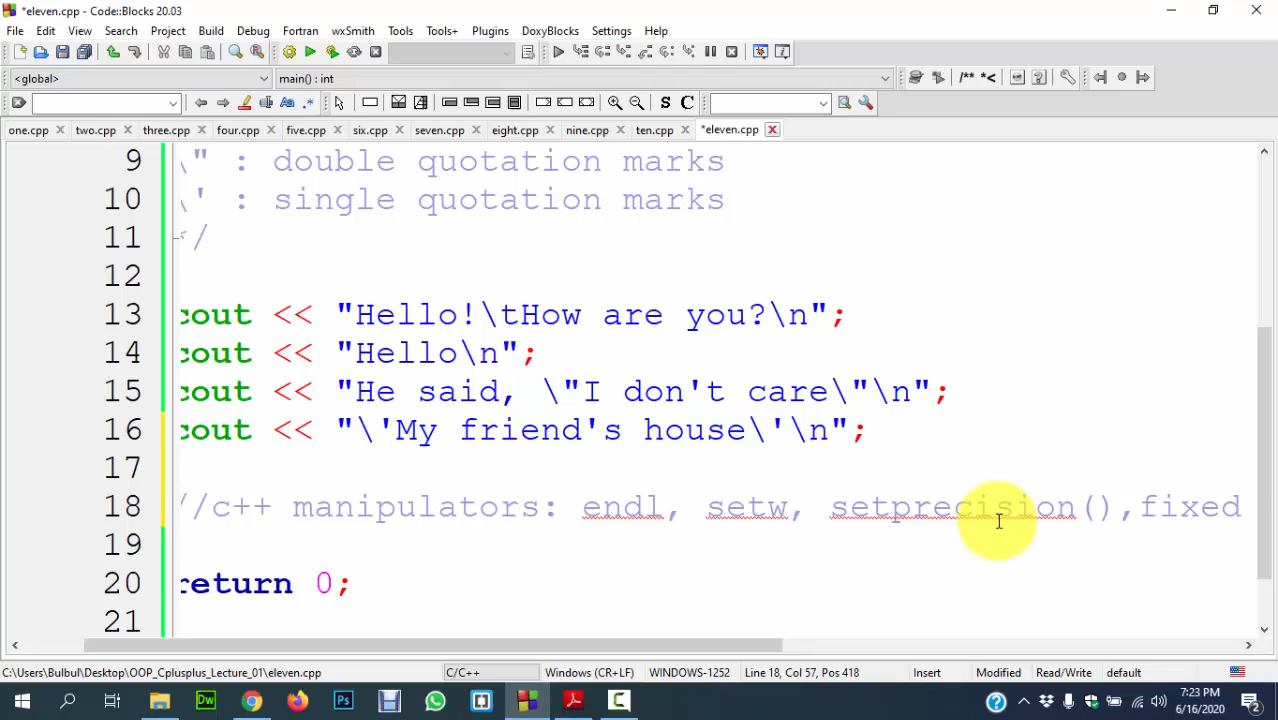 *eleven.cpp - Code::Blocks 20.03
File Edit View Search Project Build Debug Fortran wxSmith Tools Tools+ Plugins DoxyBlocks Settings Help
<global> main() : int /** *<
Aa .* S C
one.cpp two.cpp three.cpp four.cpp five.cpp six.cpp seven.cpp eight.cpp nine.cpp ten.cpp *eleven.cpp
9 \" : double quotation marks
10 \' : single quotation marks
11 */
12
13 cout << "Hello!\tHow are you?\n";
14 cout << "Hello\n";
15 cout << "He said, \"I don't care\"\n";
16 cout << "\'My friend's house\'\n";
17
18 //c++ manipulators: endl, setw, setprecision(),fixed
19
20 return 0;
21
C:\Users\Bulbul\Desktop\OOP_Cplusplus_Lecture_01\eleven.cpp C/C++ Windows (CR+LF) WINDOWS-1252 Line 18, Col 57, Pos 418 Insert Modified Read/Write default
Dw Ps 7:23 PM
6/16/2020 2